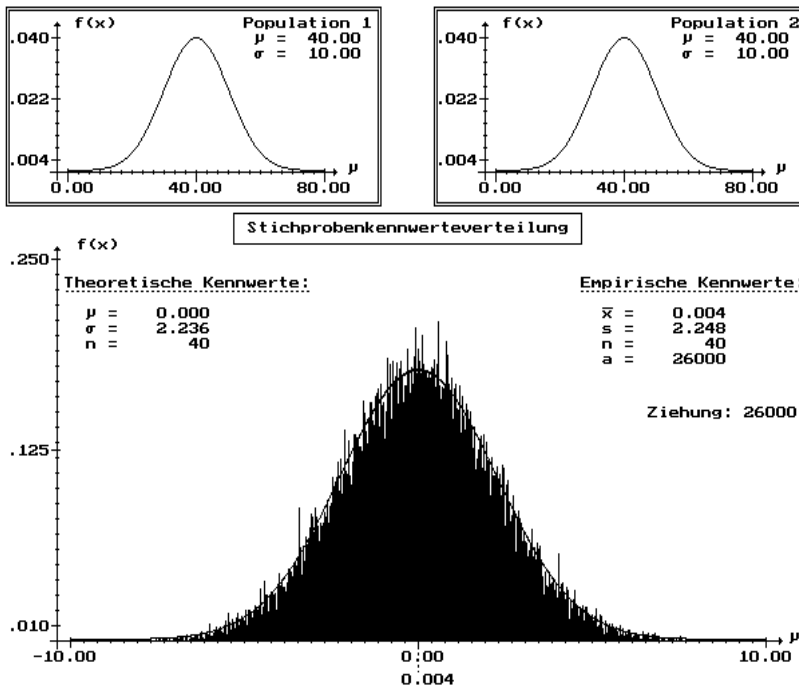 f(x)
Population 1
μ = 40.00
σ = 10.00
.040
.022
.004
0.00 40.00 80.00
μ
f(x)
Population 2
μ = 40.00
σ = 10.00
.040
.022
.004
0.00 40.00 80.00
μ
Stichprobenkennwerteverteilung
f(x)
.250
Theoretische Kennwerte:
μ = 0.000
σ = 2.236
n = 40
Empirische Kennwerte:
x̅ = 0.004
s = 2.248
n = 40
a = 26000
Ziehung: 26000
.125
.010
μ
-10.00 0.00 10.00
0.004